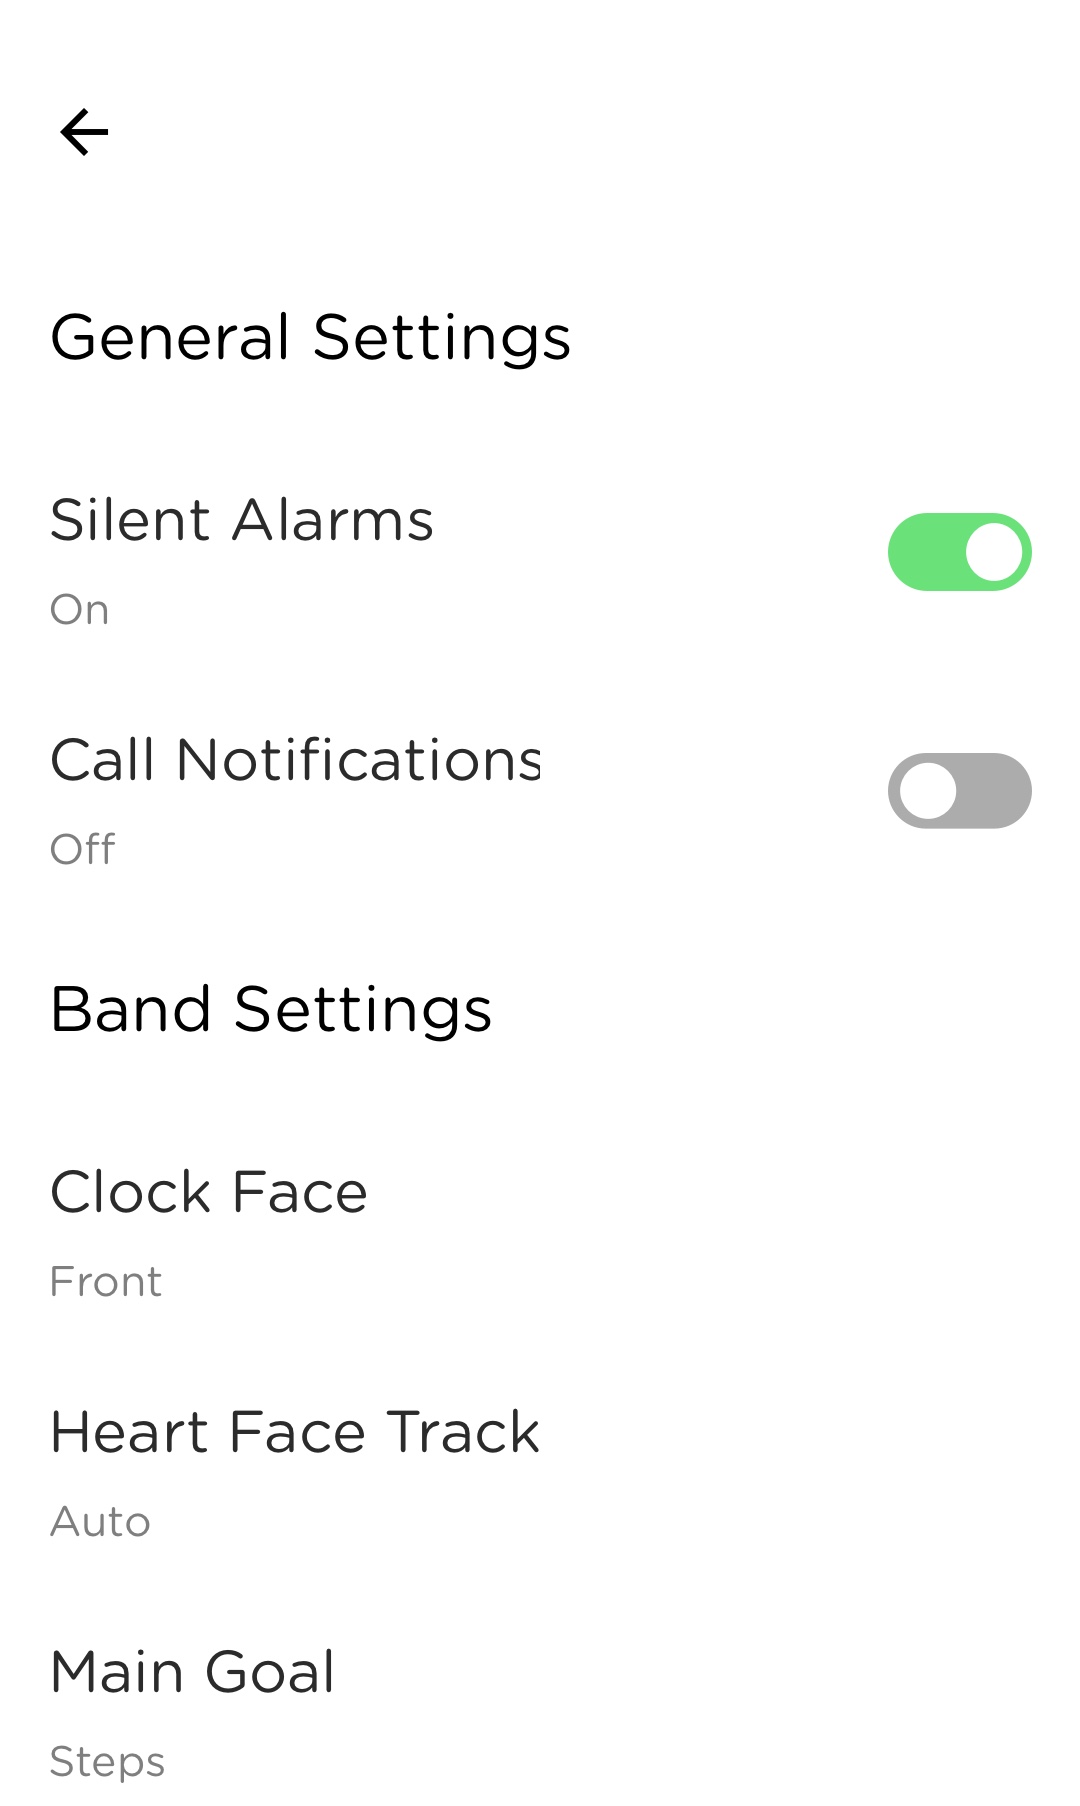 General Settings
Silent Alarms
On
Call Notifications
Off
Band Settings
Clock Face
Front
Heart Face Track
Auto
Main Goal
Steps